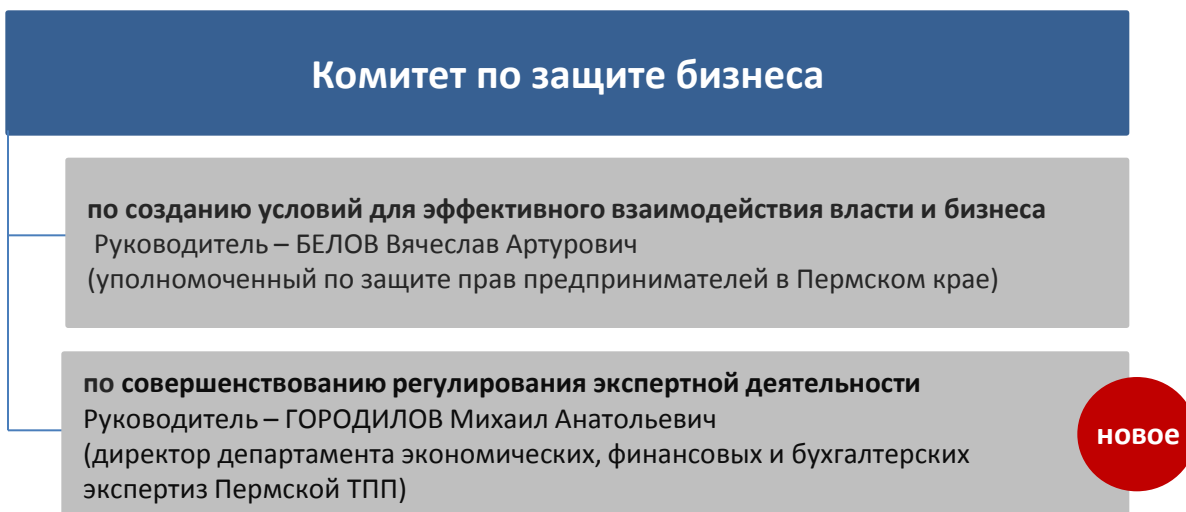 Комитет по защите бизнеса
по созданию условий для эффективного взаимодействия власти и бизнеса
Руководитель – БЕЛОВ Вячеслав Артурович
(уполномоченный по защите прав предпринимателей в Пермском крае)
по совершенствованию регулирования экспертной деятельности
Руководитель – ГОРОДИЛОВ Михаил Анатольевич
(директор департамента экономических, финансовых и бухгалтерских
экспертиз Пермской ТПП)
новое